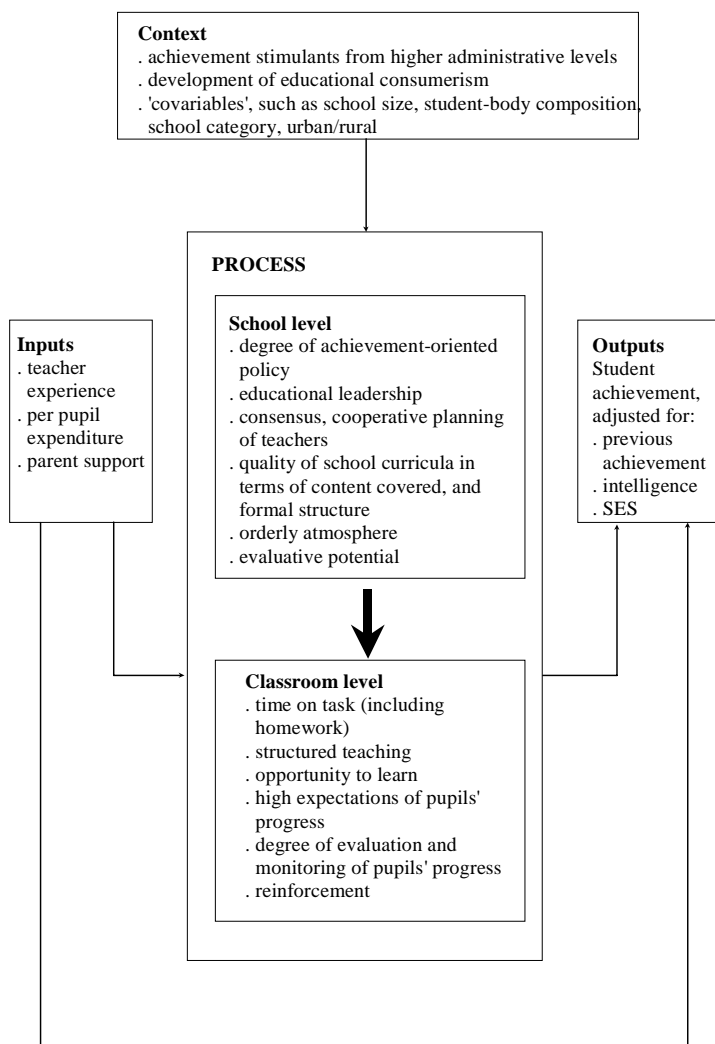 Context
. achievement stimulants from higher administrative levels
. development of educational consumerism
. 'covariables', such as school size, student-body composition,
school category, urban/rural
PROCESS
School level
. degree of achievement-oriented
policy
. educational leadership
. consensus, cooperative planning
of teachers
. quality of school curricula in
terms of content covered, and
formal structure
. orderly atmosphere
. evaluative potential
Inputs
. teacher
experience
. per pupil
expenditure
. parent support
Outputs
Student
achievement,
adjusted for:
. previous
achievement
. intelligence
. SES
Classroom level
. time on task (including
homework)
. structured teaching
. opportunity to learn
. high expectations of pupils'
progress
. degree of evaluation and
monitoring of pupils' progress
. reinforcement